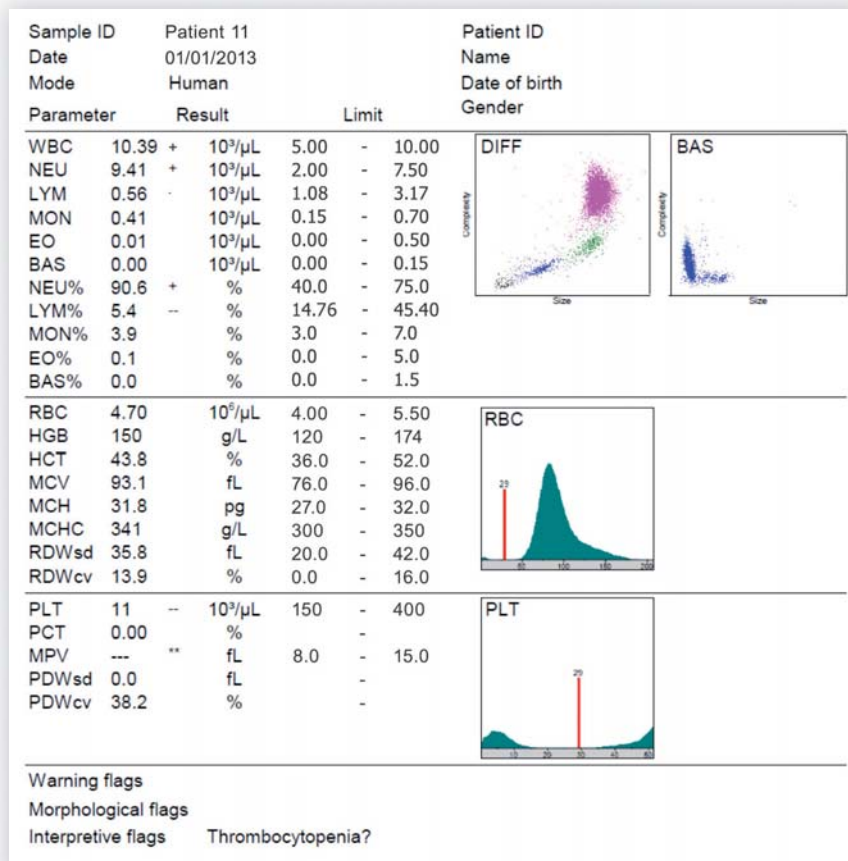 Sample ID Patient 11 Patient ID
Date 01/01/2013 Name
Mode Human Date of birth
Parameter Result Limit Gender
WBC 10.39 + 10³/µL 5.00 - 10.00
NEU 9.41 + 10³/µL 2.00 - 7.50
LYM 0.56 - 10³/µL 1.08 - 3.17
MON 0.41 10³/µL 0.15 - 0.70
EO 0.01 10³/µL 0.00 - 0.50
BAS 0.00 10³/µL 0.00 - 0.15
NEU% 90.6 + % 40.0 - 75.0
LYM% 5.4 -- % 14.76 - 45.40
MON% 3.9 % 3.0 - 7.0
EO% 0.1 % 0.0 - 5.0
BAS% 0.0 % 0.0 - 1.5
DIFF
Complexity
Size
BAS
Complexity
Size
RBC 4.70 10⁶/µL 4.00 - 5.50
HGB 150 g/L 120 - 174
HCT 43.8 % 36.0 - 52.0
MCV 93.1 fL 76.0 - 96.0
MCH 31.8 pg 27.0 - 32.0
MCHC 341 g/L 300 - 350
RDWsd 35.8 fL 20.0 - 42.0
RDWcv 13.9 % 0.0 - 16.0
RBC
29
50 100 150 200
PLT 11 -- 10³/µL 150 - 400
PCT 0.00 % -
MPV --- ** fL 8.0 - 15.0
PDWsd 0.0 fL -
PDWcv 38.2 % -
PLT
29
10 20 30 40 50
Warning flags
Morphological flags
Interpretive flags Thrombocytopenia?